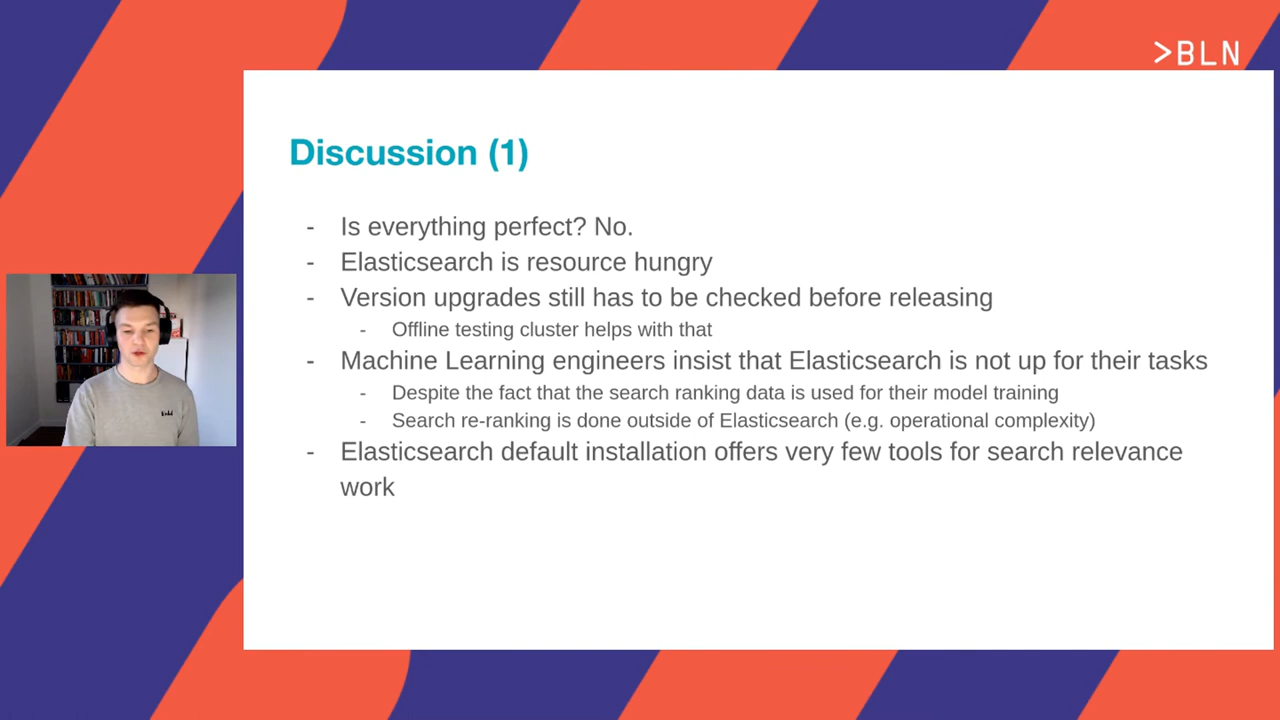 >BLN
Discussion (1)
- Is everything perfect? No.
- Elasticsearch is resource hungry
- Version upgrades still has to be checked before releasing
- Offline testing cluster helps with that
- Machine Learning engineers insist that Elasticsearch is not up for their tasks
- Despite the fact that the search ranking data is used for their model training
- Search re-ranking is done outside of Elasticsearch (e.g. operational complexity)
- Elasticsearch default installation offers very few tools for search relevance
work